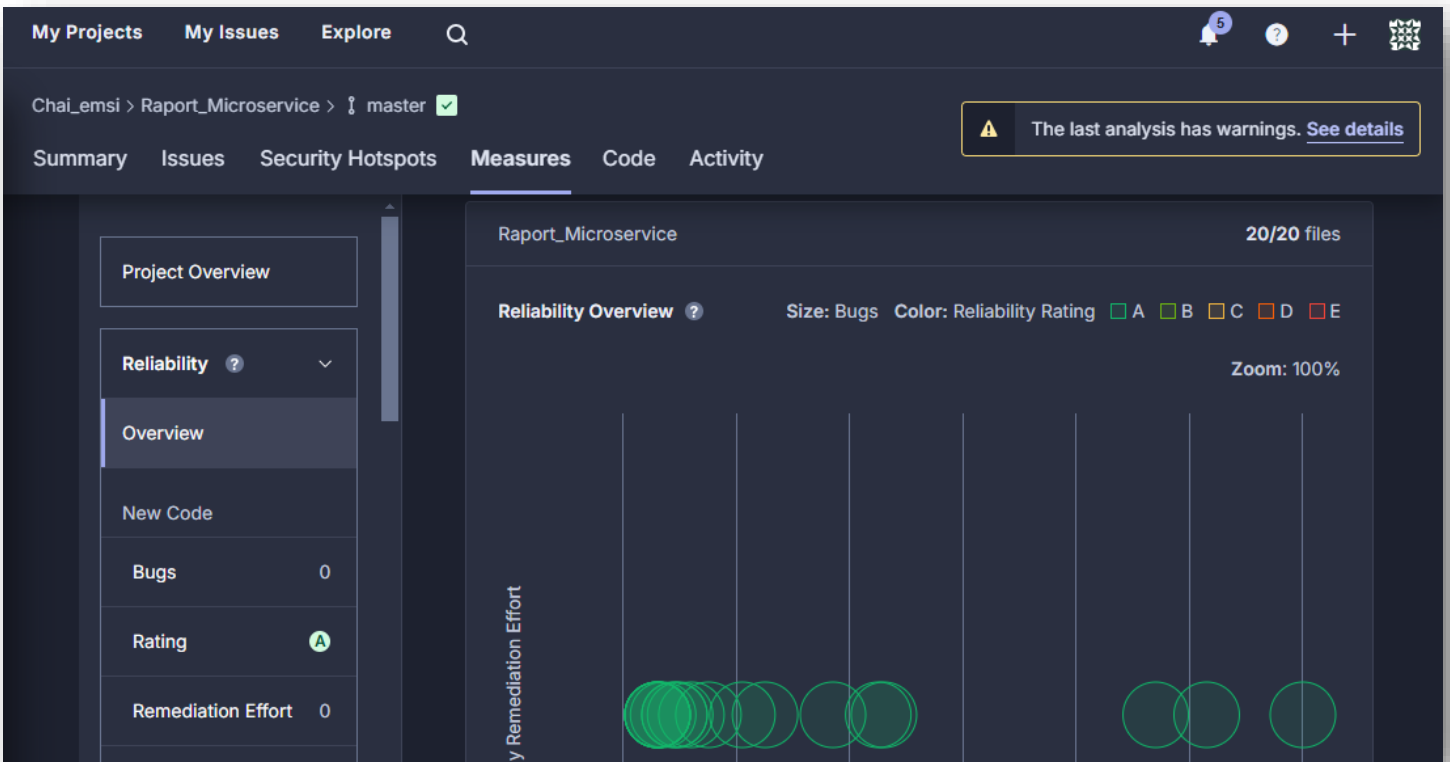 My Projects My Issues Explore 5 ?
Chai_emsi > Raport_Microservice > master
The last analysis has warnings. See details
Summary Issues Security Hotspots Measures Code Activity
Raport_Microservice 20/20 files
Project Overview
Reliability Overview ? Size: Bugs Color: Reliability Rating A B C D E
Reliability ?
Zoom: 100%
Overview
New Code
Bugs 0
Rating A
Remediation Effort 0
y Remediation Effort